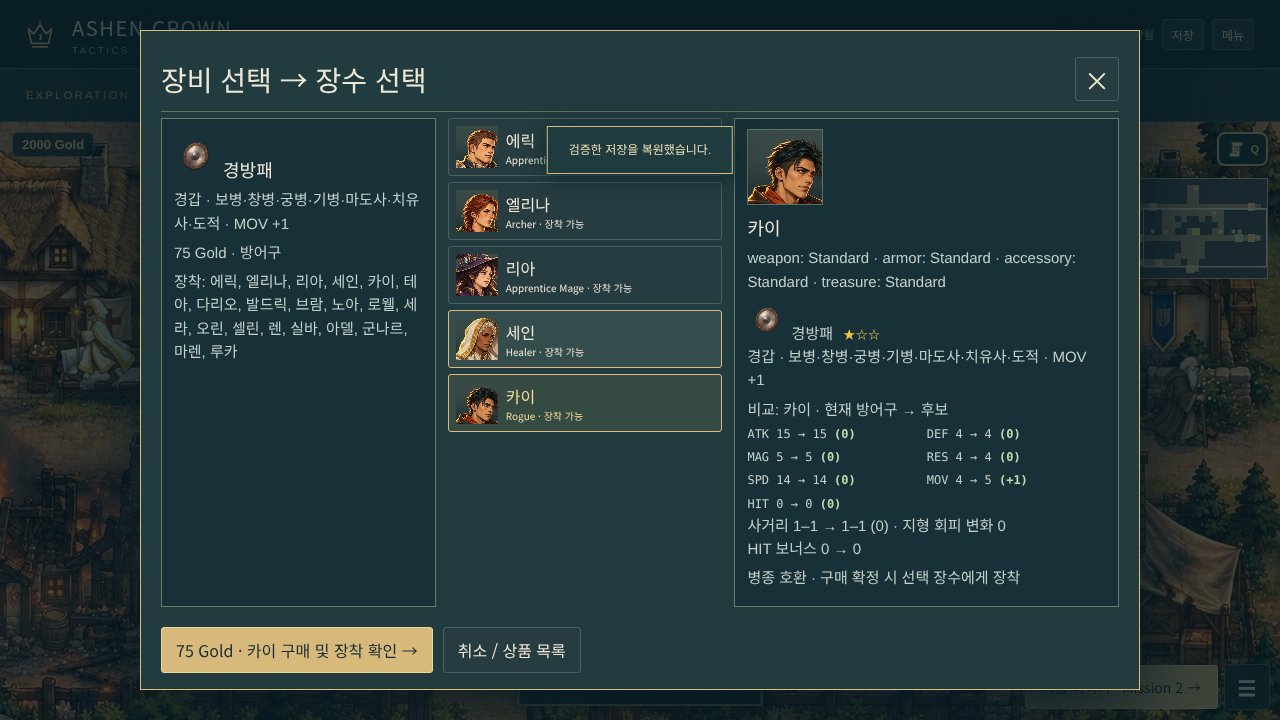 ASHEN CROWN
TACTICS
저장
메뉴
EXPLORATION
2000 Gold
Q
장비 선택 → 장수 선택
경방패
경갑 · 보병·창병·궁병·기병·마도사·치유
사·도적 · MOV +1
75 Gold · 방어구
장착: 에릭, 엘리나, 리아, 세인, 카이, 테
아, 다리오, 발드릭, 브람, 노아, 로웰, 세
라, 오린, 셀린, 렌, 실바, 아델, 군나르,
마렌, 루카
에릭
Apprenti
검증한 저장을 복원했습니다.
엘리나
Archer · 장착 가능
리아
Apprentice Mage · 장착 가능
세인
Healer · 장착 가능
카이
Rogue · 장착 가능
카이
weapon: Standard · armor: Standard · accessory:
Standard · treasure: Standard
경방패 ★☆☆
경갑 · 보병·창병·궁병·기병·마도사·치유사·도적 · MOV
+1
비교: 카이 · 현재 방어구 → 후보
ATK 15 → 15 (0) DEF 4 → 4 (0)
MAG 5 → 5 (0) RES 4 → 4 (0)
SPD 14 → 14 (0) MOV 4 → 5 (+1)
HIT 0 → 0 (0)
사거리 1–1 → 1–1 (0) · 지형 회피 변화 0
HIT 보너스 0 → 0
병종 호환 · 구매 확정 시 선택 장수에게 장착
75 Gold · 카이 구매 및 장착 확인 →
취소 / 상품 목록
Mission 2 →